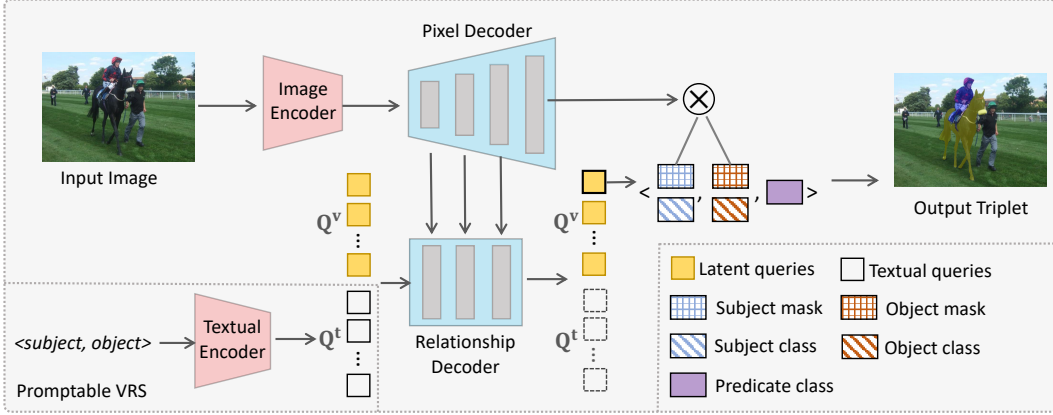 Pixel Decoder
Image
Encoder
Input Image
Q^v
Q^v
<
,
,
>
Output Triplet
<subject, object>
Textual
Encoder
Q^t
Q^t
Relationship
Decoder
Promptable VRS
Latent queries
Textual queries
Subject mask
Object mask
Subject class
Object class
Predicate class